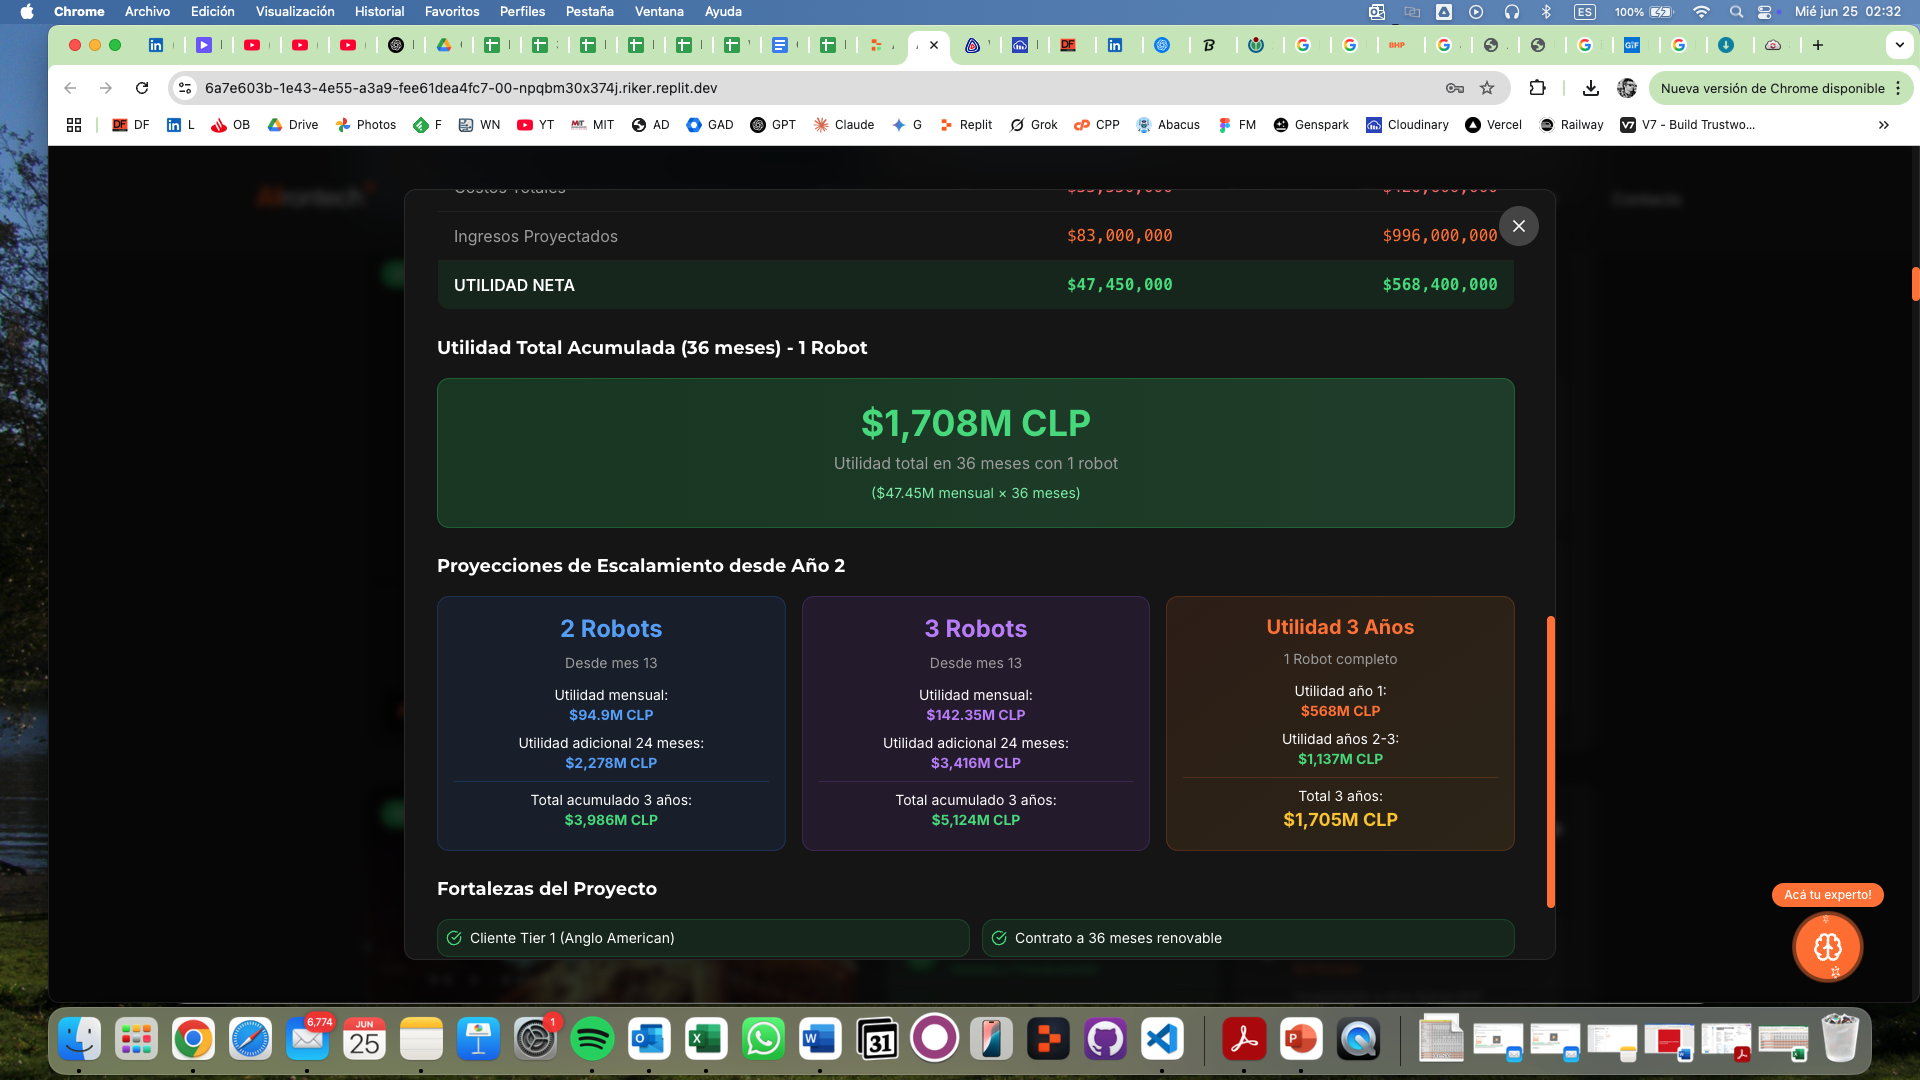 Chrome Archivo Edición Visualización Historial Favoritos Perfiles Pestaña Ventana Ayuda
ES 100% Mié jun 25 02:32
6a7e603b-1e43-4e55-a3a9-fee61dea4fc7-00-npqbm30x374j.riker.replit.dev
Nueva versión de Chrome disponible
DF L OB Drive Photos F WN YT MIT AD GAD GPT Claude G Replit Grok CPP Abacus FM Genspark Cloudinary Vercel Railway V7 - Build Trustwo...
Contacto
Costos Totales
Ingresos Proyectados $83,000,000 $996,000,000
UTILIDAD NETA $47,450,000 $568,400,000
Utilidad Total Acumulada (36 meses) - 1 Robot
$1,708M CLP
Utilidad total en 36 meses con 1 robot
($47.45M mensual × 36 meses)
Proyecciones de Escalamiento desde Año 2
2 Robots
Desde mes 13
Utilidad mensual:
$94.9M CLP
Utilidad adicional 24 meses:
$2,278M CLP
Total acumulado 3 años:
$3,986M CLP
3 Robots
Desde mes 13
Utilidad mensual:
$142.35M CLP
Utilidad adicional 24 meses:
$3,416M CLP
Total acumulado 3 años:
$5,124M CLP
Utilidad 3 Años
1 Robot completo
Utilidad año 1:
$568M CLP
Utilidad años 2-3:
$1,137M CLP
Total 3 años:
$1,705M CLP
Fortalezas del Proyecto
Cliente Tier 1 (Anglo American)
Contrato a 36 meses renovable
Acá tu experto!
6,774
JUN
25
1
31